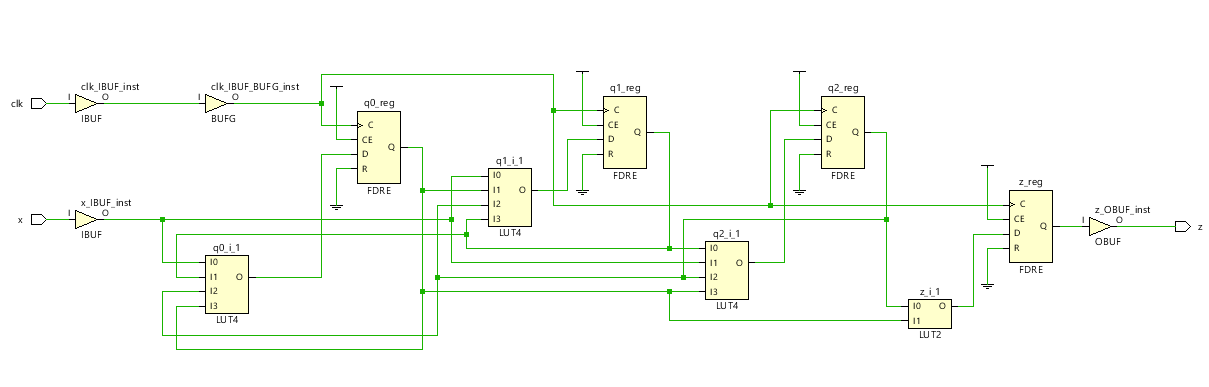 clk
clk_IBUF_inst
I
O
IBUF
clk_IBUF_BUFG_inst
I
O
BUFG
q0_reg
C
CE
D
R
Q
FDRE
q1_reg
C
CE
D
R
Q
FDRE
q2_reg
C
CE
D
R
Q
FDRE
x
x_IBUF_inst
I
O
IBUF
q0_i_1
I0
I1
I2
I3
O
LUT4
q1_i_1
I0
I1
I2
I3
O
LUT4
q2_i_1
I0
I1
I2
I3
O
LUT4
z_i_1
I0
I1
O
LUT2
z_reg
C
CE
D
R
Q
FDRE
z_OBUF_inst
I
O
OBUF
z